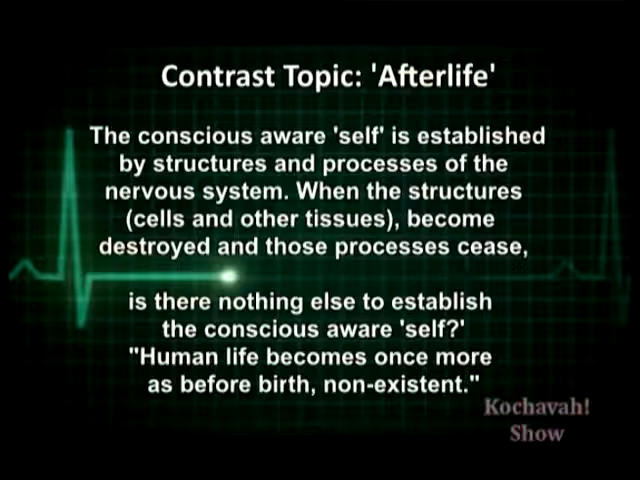 Contrast Topic: 'Afterlife'
The conscious aware 'self' is established
by structures and processes of the
nervous system. When the structures
(cells and other tissues), become
destroyed and those processes cease,
is there nothing else to establish
the conscious aware 'self?'
"Human life becomes once more
as before birth, non-existent."
Kochavah!
Show